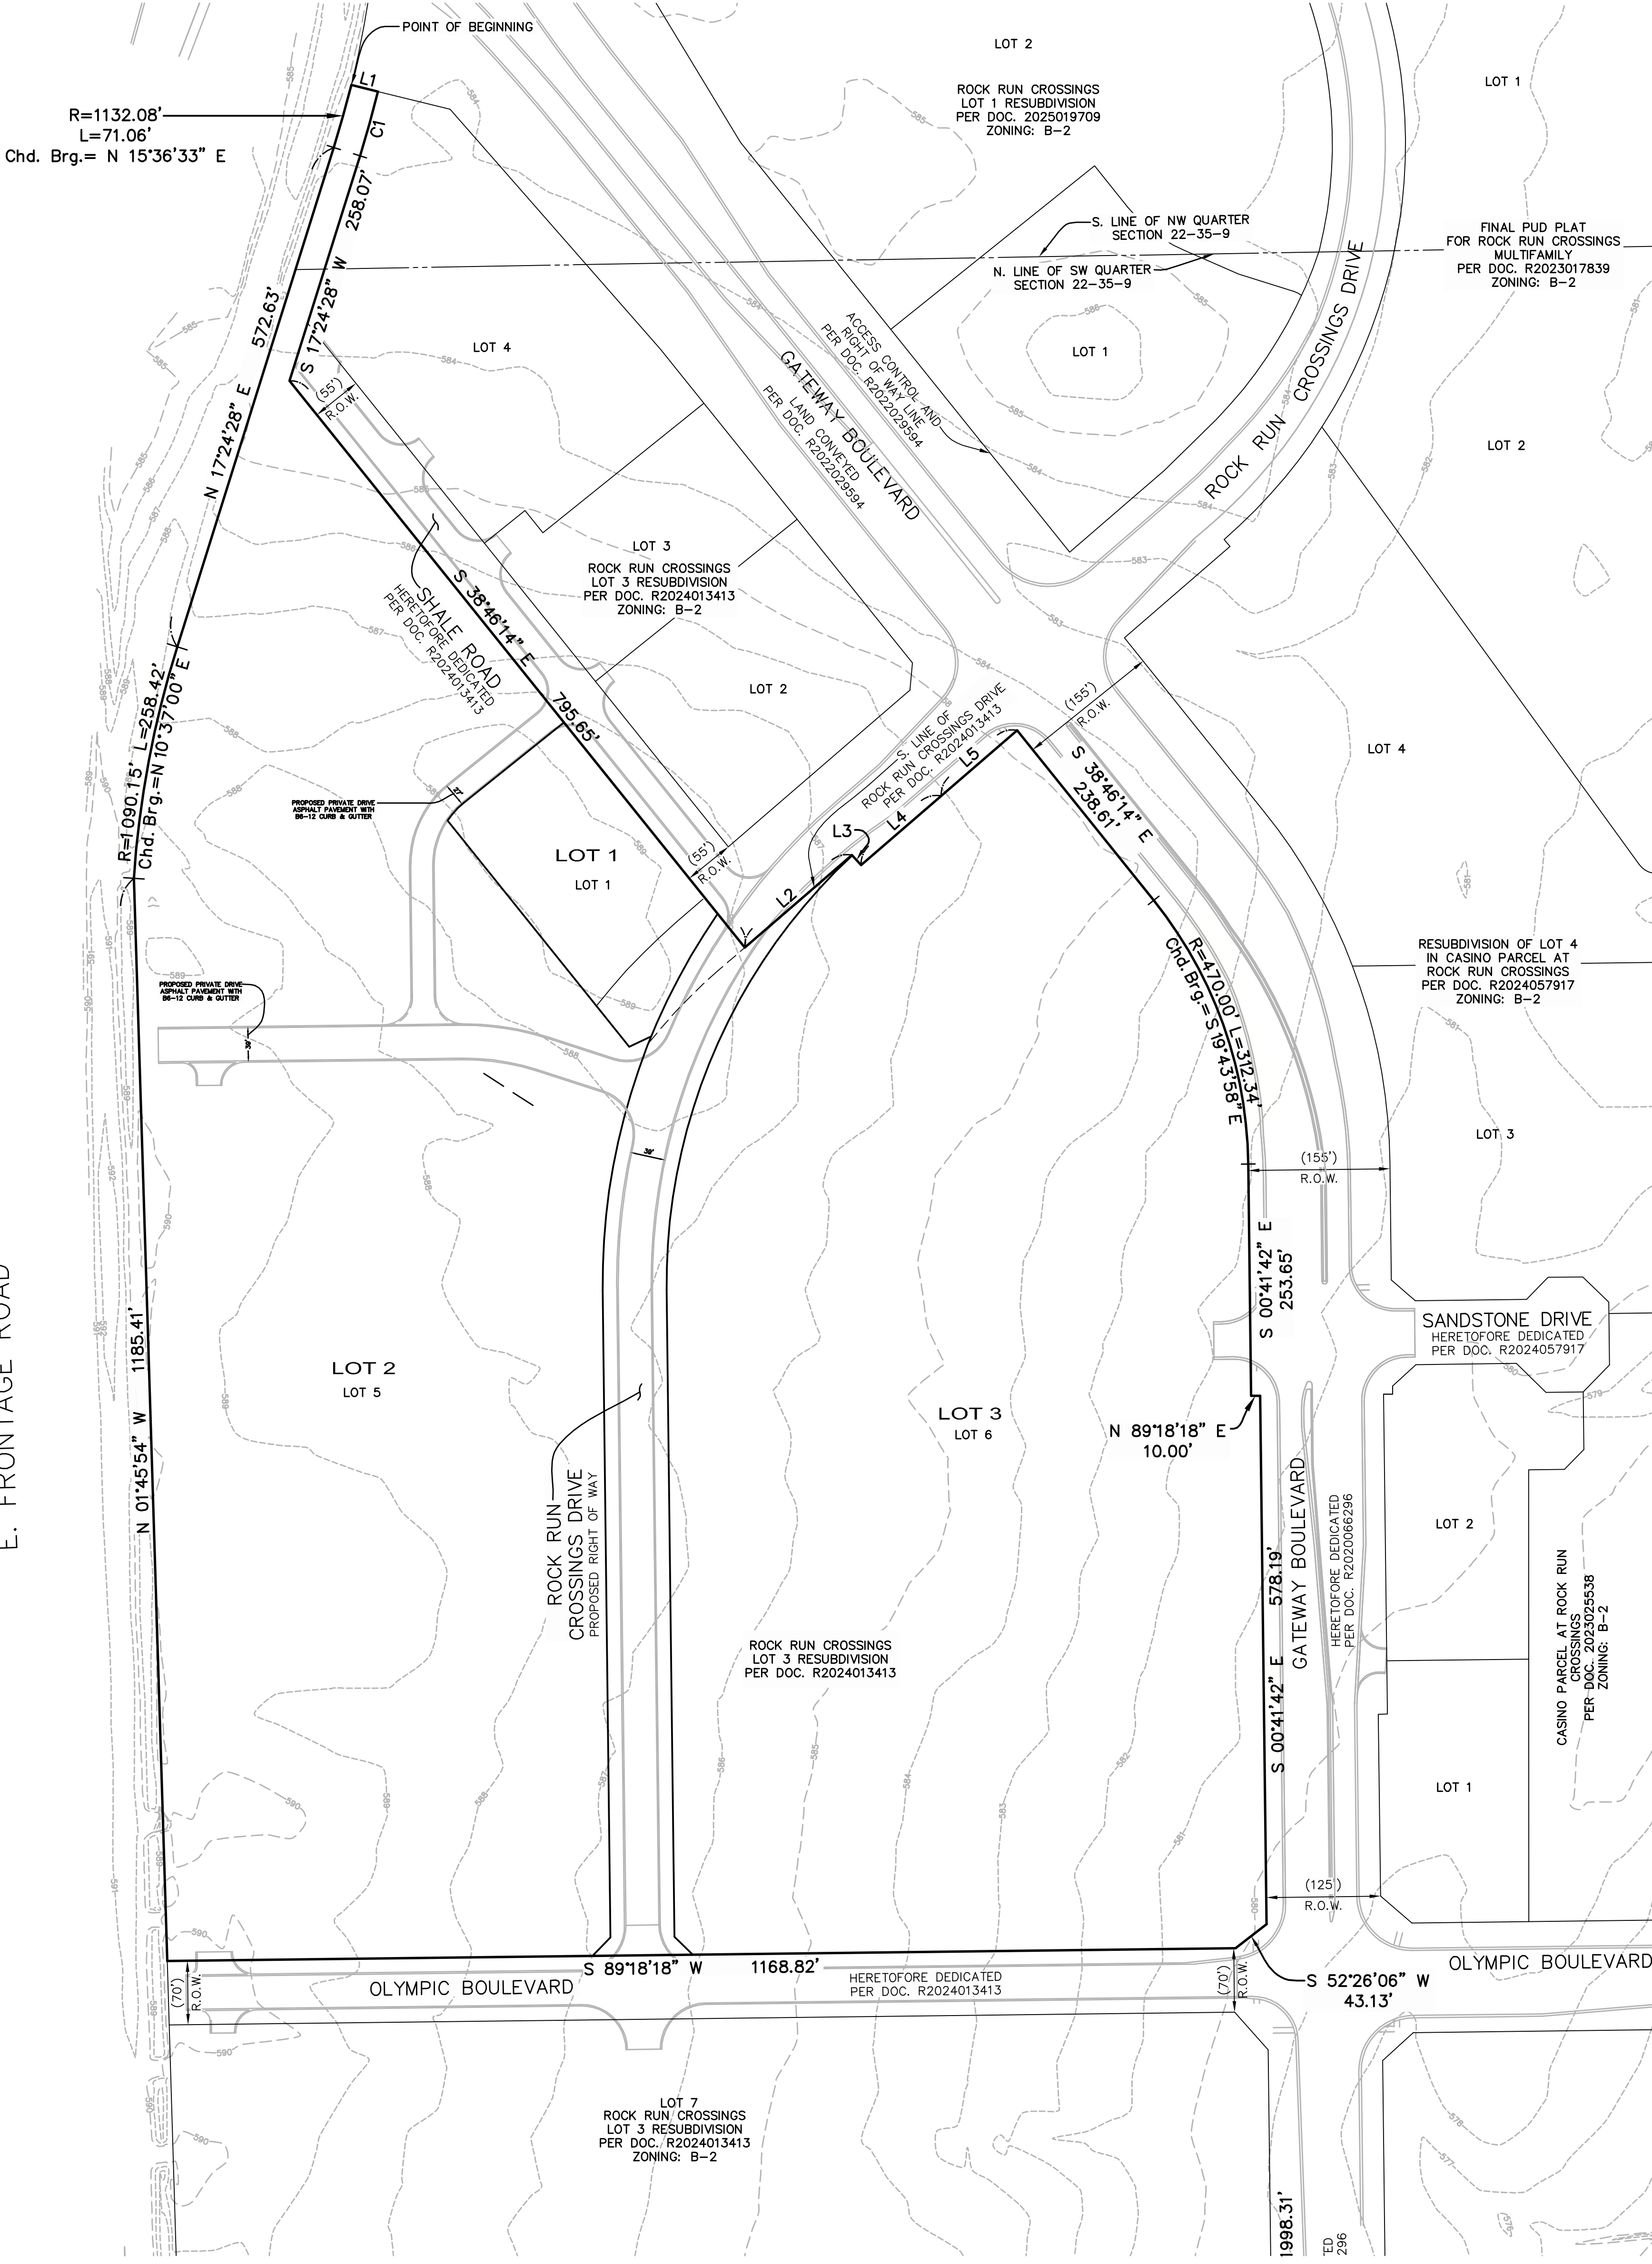 POINT OF BEGINNING
L1
R=1132.08'
L=71.06'
Chd. Brg.= N 15°36'33" E
C1
258.07'
S 17°24'28" W
572.63'
N 17°24'28" E
LOT 2
ROCK RUN CROSSINGS
LOT 1 RESUBDIVISION
PER DOC. 2025019709
ZONING: B-2
LOT 1
S. LINE OF NW QUARTER
SECTION 22-35-9
N. LINE OF SW QUARTER
SECTION 22-35-9
FINAL PUD PLAT
FOR ROCK RUN CROSSINGS
MULTIFAMILY
PER DOC. R2023017839
ZONING: B-2
LOT 4
LOT 1
LOT 2
ACCESS CONTROL AND
RIGHT OF WAY LINE
PER DOC. R2022029594
GATEWAY BOULEVARD
LAND CONVEYED
PER DOC. R2022029594
ROCK RUN CROSSINGS DRIVE
(55')
R.O.W.
LOT 3
ROCK RUN CROSSINGS
LOT 3 RESUBDIVISION
PER DOC. R2024013413
ZONING: B-2
S 38°46'14" E
795.65'
SHALE ROAD
HERETOFORE DEDICATED
PER DOC. R2024013413
LOT 2
R=1090.15' L=258.42'
Chd. Brg.=N 10°37'00" E
S. LINE OF
ROCK RUN CROSSINGS DRIVE
PER DOC. R2024013413
(155')
R.O.W.
L5
L4
L3
L2
S 38°46'14" E
238.61'
LOT 4
PROPOSED PRIVATE DRIVE
ASPHALT PAVEMENT WITH
B6-12 CURB & GUTTER
27'
LOT 1
LOT 1
(55')
R.O.W.
RESUBDIVISION OF LOT 4
IN CASINO PARCEL AT
ROCK RUN CROSSINGS
PER DOC. R2024057917
ZONING: B-2
R=470.00' L=312.34'
Chd. Brg.= S 19°43'58" E
PROPOSED PRIVATE DRIVE
ASPHALT PAVEMENT WITH
B6-12 CURB & GUTTER
39'
LOT 3
(155')
R.O.W.
S 00°41'42" E
253.65'
SANDSTONE DRIVE
HERETOFORE DEDICATED
PER DOC. R2024057917
E. FRONTAGE ROAD
N 01°45'54" W 1185.41'
LOT 2
LOT 5
LOT 3
LOT 6
N 89°18'18" E
10.00'
ROCK RUN
CROSSINGS DRIVE
PROPOSED RIGHT OF WAY
GATEWAY BOULEVARD
HERETOFORE DEDICATED
PER DOC. R2020066296
S 00°41'42" E 578.19'
LOT 2
CASINO PARCEL AT ROCK RUN
CROSSINGS
PER DOC. 2023025538
ZONING: B-2
ROCK RUN CROSSINGS
LOT 3 RESUBDIVISION
PER DOC. R2024013413
LOT 1
(125')
R.O.W.
S 89°18'18" W 1168.82'
(70')
R.O.W.
OLYMPIC BOULEVARD
HERETOFORE DEDICATED
PER DOC. R2024013413
(70')
R.O.W.
S 52°26'06" W
43.13'
OLYMPIC BOULEVARD
LOT 7
ROCK RUN CROSSINGS
LOT 3 RESUBDIVISION
PER DOC. R2024013413
ZONING: B-2
1998.31'